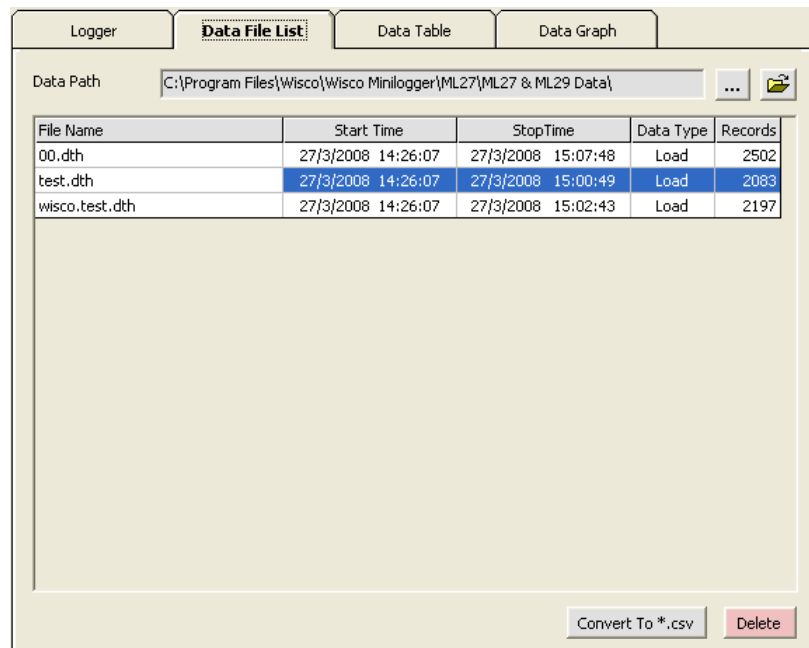 Logger Data File List Data Table Data Graph
Data Path C:\Program Files\Wisco\Wisco Minilogger\ML27\ML27 & ML29 Data\ ...
File Name Start Time StopTime Data Type Records
00.dth 27/3/2008 14:26:07 27/3/2008 15:07:48 Load 2502
test.dth 27/3/2008 14:26:07 27/3/2008 15:00:49 Load 2083
wisco.test.dth 27/3/2008 14:26:07 27/3/2008 15:02:43 Load 2197
Convert To *.csv Delete